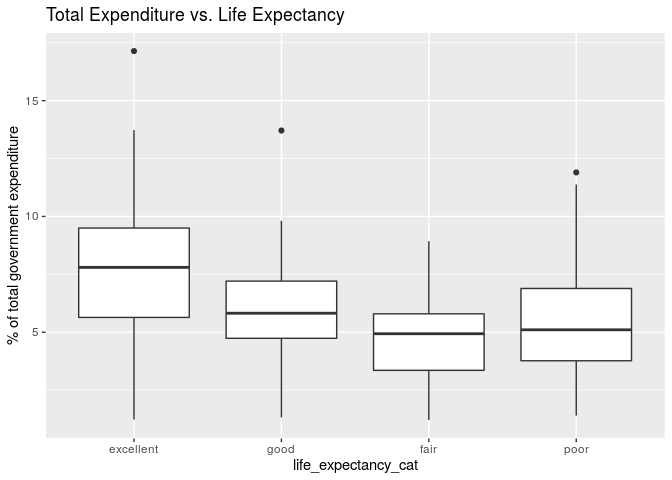 Total Expenditure vs. Life Expectancy
% of total government expenditure
15
10
5
excellent good fair poor
life_expectancy_cat